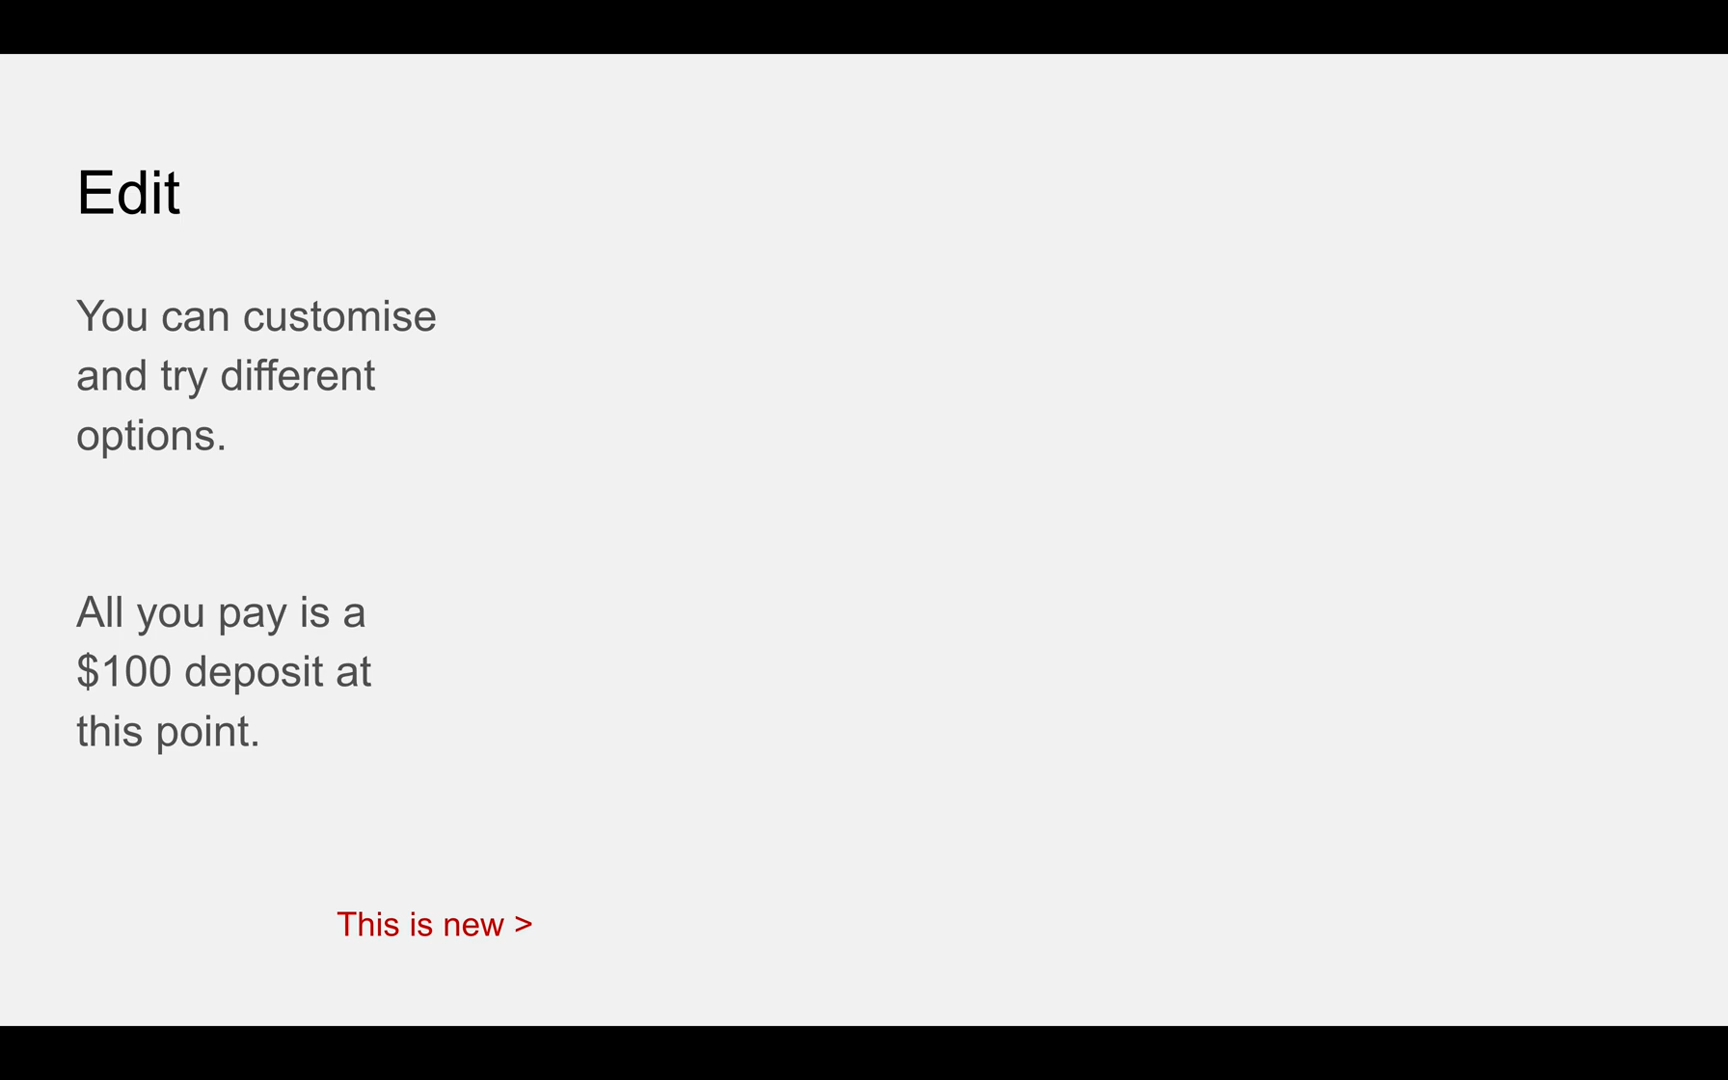 Edit
You can customise
and try different
options.
All you pay is a
$100 deposit at
this point.
This is new >